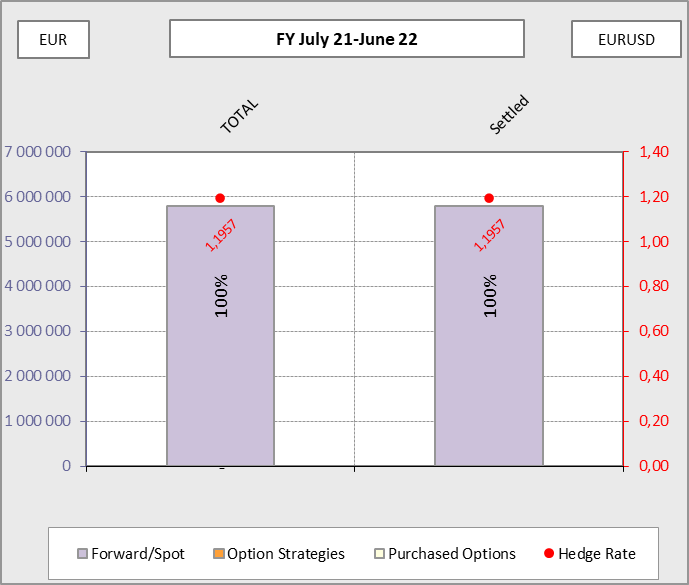 EUR
FY July 21-June 22
EURUSD
TOTAL
Settled
7 000 000
6 000 000
5 000 000
4 000 000
3 000 000
2 000 000
1 000 000
0
1,1957
100%
1,1957
100%
1,40
1,20
1,00
0,80
0,60
0,40
0,20
0,00
Forward/Spot
Option Strategies
Purchased Options
Hedge Rate